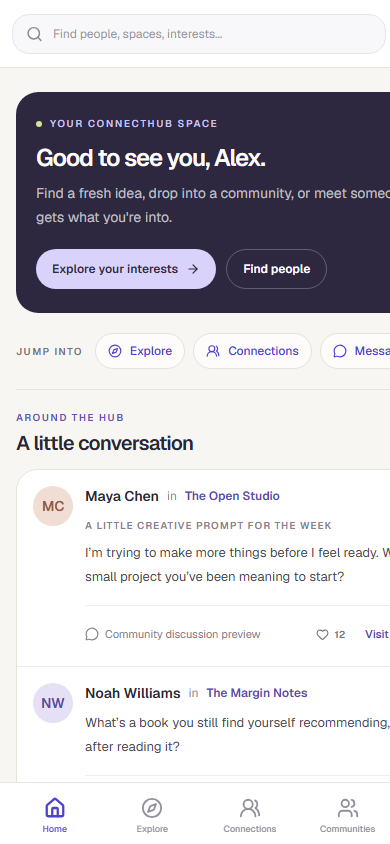 Find people, spaces, interests...
YOUR CONNECTHUB SPACE
Good to see you, Alex.
Find a fresh idea, drop into a community, or meet
gets what you're into.
Explore your interests
Find people
JUMP INTO
Explore
Connections
AROUND THE HUB
A little conversation
MC
Maya Chen in The Open Studio
A LITTLE CREATIVE PROMPT FOR THE WEEK
I'm trying to make more things before I feel ready.
small project you've been meaning to start?
Community discussion preview
12
Visit
NW
Noah Williams in The Margin Notes
What's a book you still find yourself recommending,
after reading it?
Home
Explore
Connections
Communities